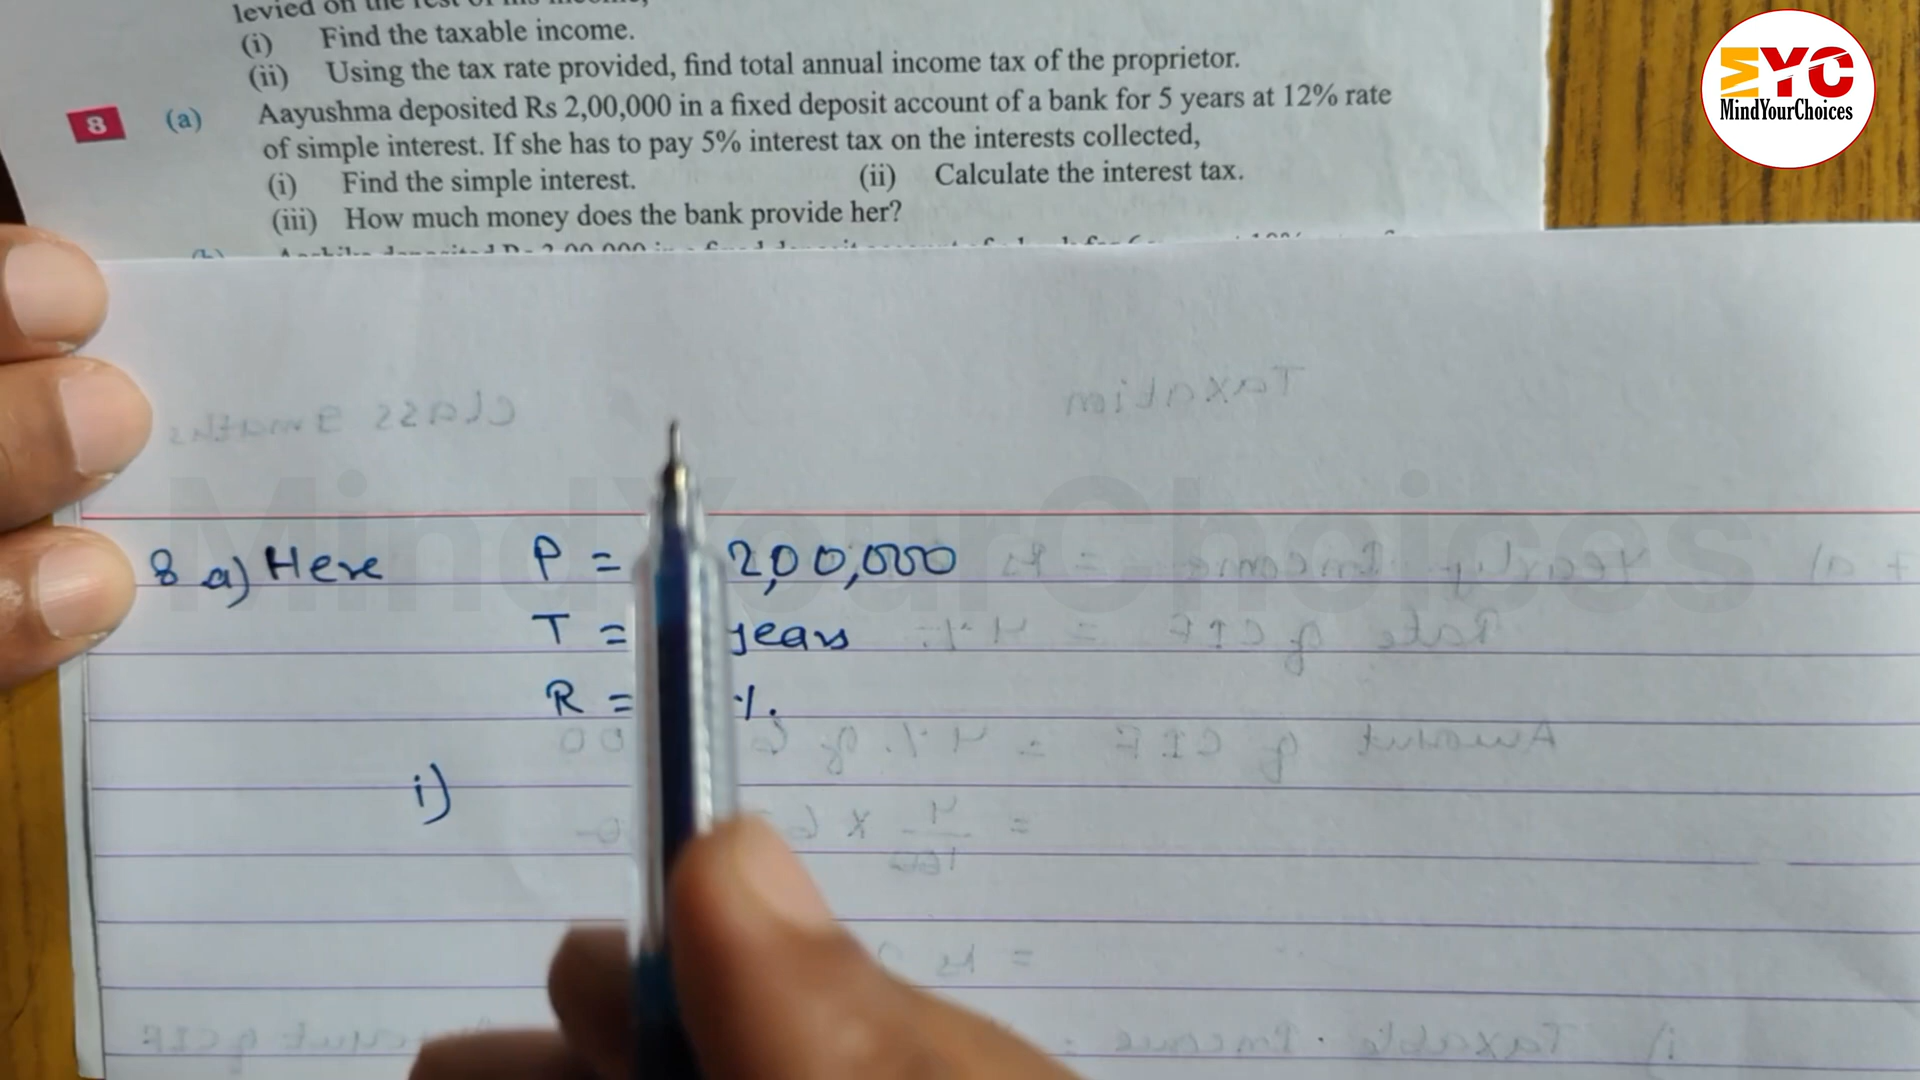 levied on the rest of his income,
(i) Find the taxable income.
(ii) Using the tax rate provided, find total annual income tax of the proprietor.
8 (a) Aayushma deposited Rs 2,00,000 in a fixed deposit account of a bank for 5 years at 12% rate
of simple interest. If she has to pay 5% interest tax on the interests collected,
(i) Find the simple interest. (ii) Calculate the interest tax.
(iii) How much money does the bank provide her?
MYC
MindYourChoices
MindYourChoices
8 a) Here P = 2,00,000
T = years
R = %.
i)